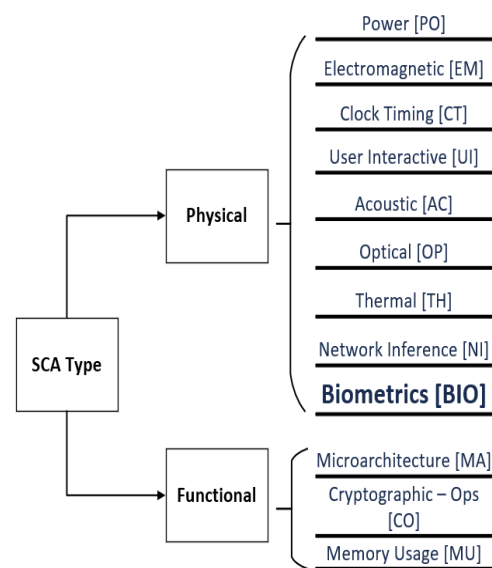 Power [PO]
Electromagnetic [EM]
Clock Timing [CT]
User Interactive [UI]
Physical
Acoustic [AC]
Optical [OP]
Thermal [TH]
Network Inference [NI]
SCA Type
Biometrics [BIO]
Microarchitecture [MA]
Functional
Cryptographic – Ops
[CO]
Memory Usage [MU]